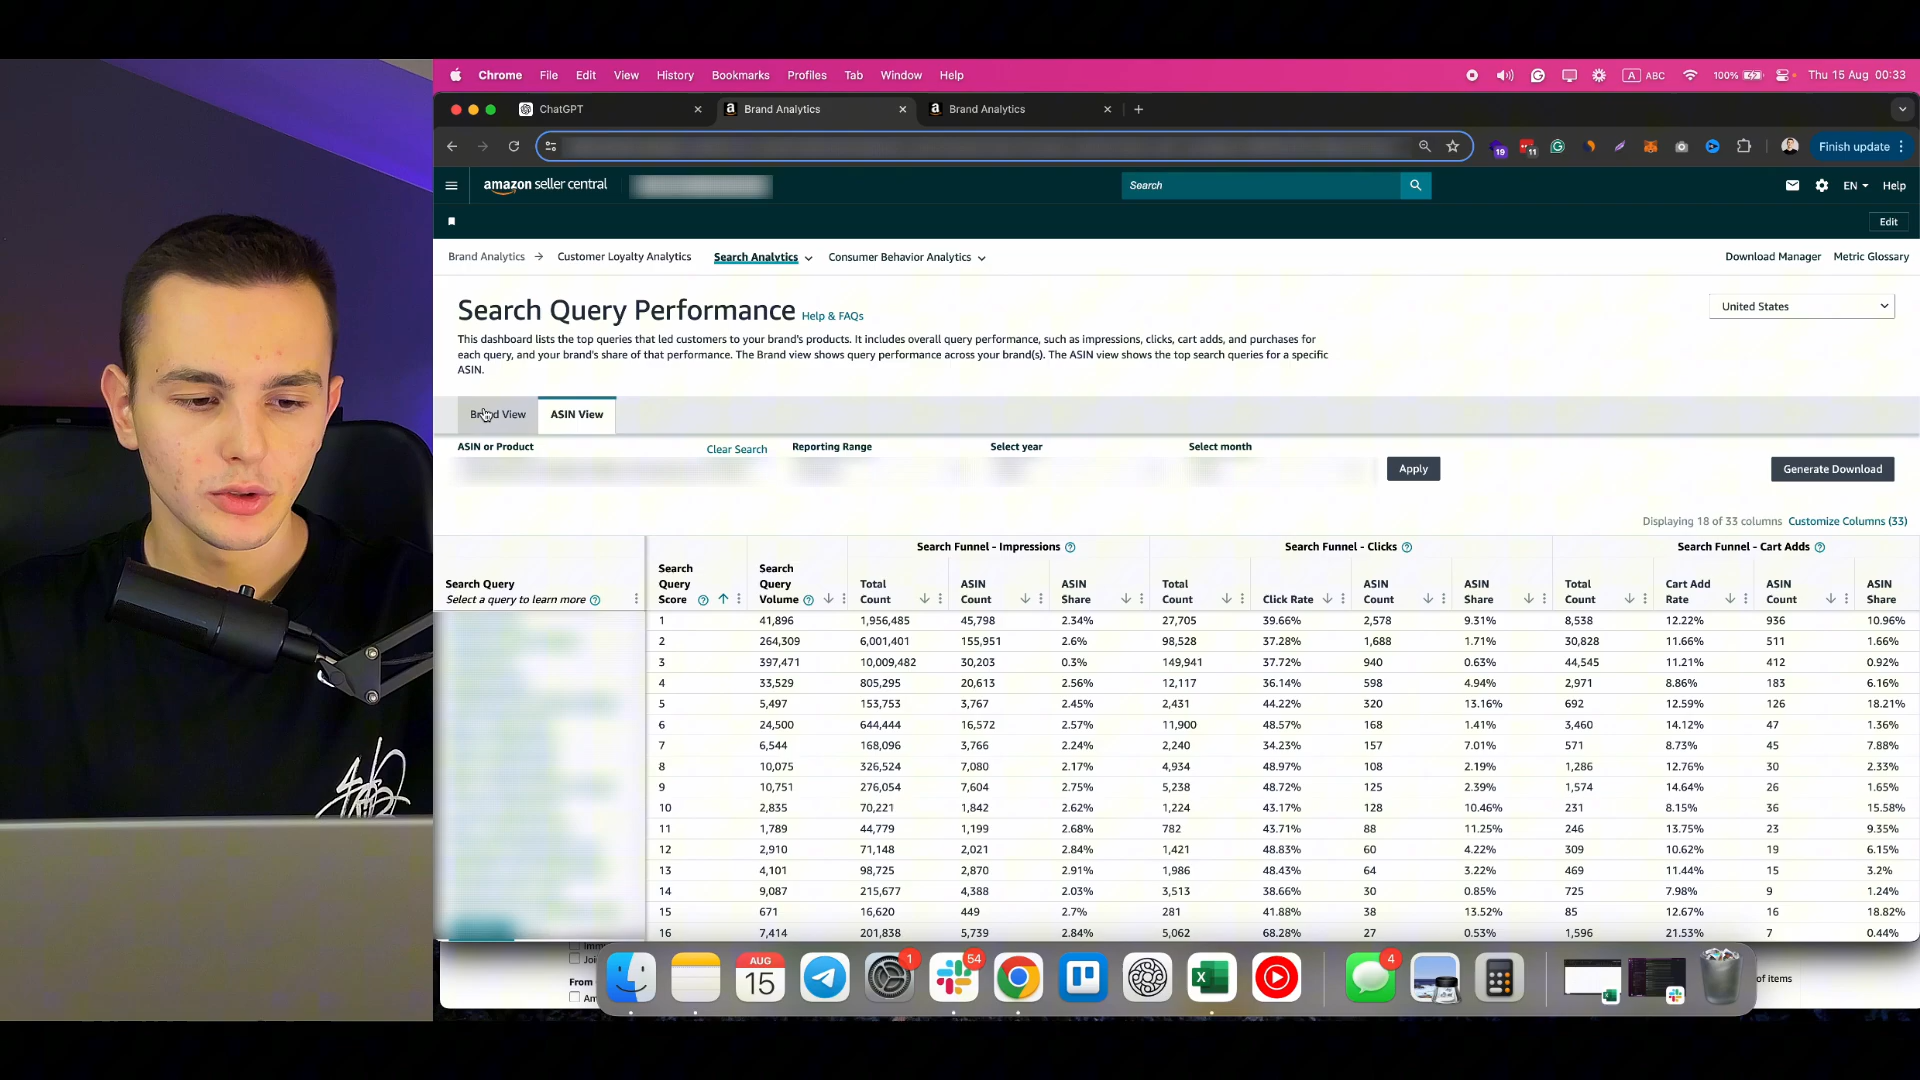 Chrome File Edit View History Bookmarks Profiles Tab Window Help A ABC 100% Thu 15 Aug 00:33
ChatGPT Brand Analytics Brand Analytics
19 11 Finish update
amazon seller central Search EN Help
Edit
Brand Analytics Customer Loyalty Analytics Search Analytics Consumer Behavior Analytics Download Manager Metric Glossary
Search Query Performance Help & FAQs United States
This dashboard lists the top queries that led customers to your brand's products. It includes overall query performance, such as impressions, clicks, cart adds, and purchases for
each query, and your brand's share of that performance. The Brand view shows query performance across your brand(s). The ASIN view shows the top search queries for a specific
ASIN.
Brand View ASIN View
ASIN or Product Clear Search Reporting Range Select year Select month
Apply Generate Download
Displaying 18 of 33 columns Customize Columns (33)
Search Funnel - Impressions Search Funnel - Clicks Search Funnel - Cart Adds
Search Query
Select a query to learn more
Search Query Score
Search Query Volume
Total Count
ASIN Count
ASIN Share
Total Count
Click Rate
ASIN Count
ASIN Share
Total Count
Cart Add Rate
ASIN Count
ASIN Share
1 41,896 1,956,485 45,798 2.34% 27,705 39.66% 2,578 9.31% 8,538 12.22% 936 10.96%
2 264,309 6,001,401 155,951 2.6% 98,528 37.28% 1,688 1.71% 30,828 11.66% 511 1.66%
3 397,471 10,009,482 30,203 0.3% 149,941 37.72% 940 0.63% 44,545 11.21% 412 0.92%
4 33,529 805,295 20,613 2.56% 12,117 36.14% 598 4.94% 2,971 8.86% 183 6.16%
5 5,497 153,753 3,767 2.45% 2,431 44.22% 320 13.16% 692 12.59% 126 18.21%
6 24,500 644,444 16,572 2.57% 11,900 48.57% 168 1.41% 3,460 14.12% 47 1.36%
7 6,544 168,096 3,766 2.24% 2,240 34.23% 157 7.01% 571 8.73% 45 7.88%
8 10,075 326,524 7,080 2.17% 4,934 48.97% 108 2.19% 1,286 12.76% 30 2.33%
9 10,751 276,054 7,604 2.75% 5,238 48.72% 125 2.39% 1,574 14.64% 26 1.65%
10 2,835 70,221 1,842 2.62% 1,224 43.17% 128 10.46% 231 8.15% 36 15.58%
11 1,789 44,779 1,199 2.68% 782 43.71% 88 11.25% 246 13.75% 23 9.35%
12 2,910 71,148 2,021 2.84% 1,421 48.83% 60 4.22% 309 10.62% 19 6.15%
13 4,101 98,725 2,870 2.91% 1,986 48.43% 64 3.22% 469 11.44% 15 3.2%
14 9,087 215,677 4,388 2.03% 3,513 38.66% 30 0.85% 725 7.98% 9 1.24%
15 671 16,620 449 2.7% 281 41.88% 38 13.52% 85 12.67% 16 18.82%
16 7,414 201,838 5,739 2.84% 5,062 68.28% 27 0.53% 1,596 21.53% 7 0.44%
From
of items
AUG
15
1
54
4